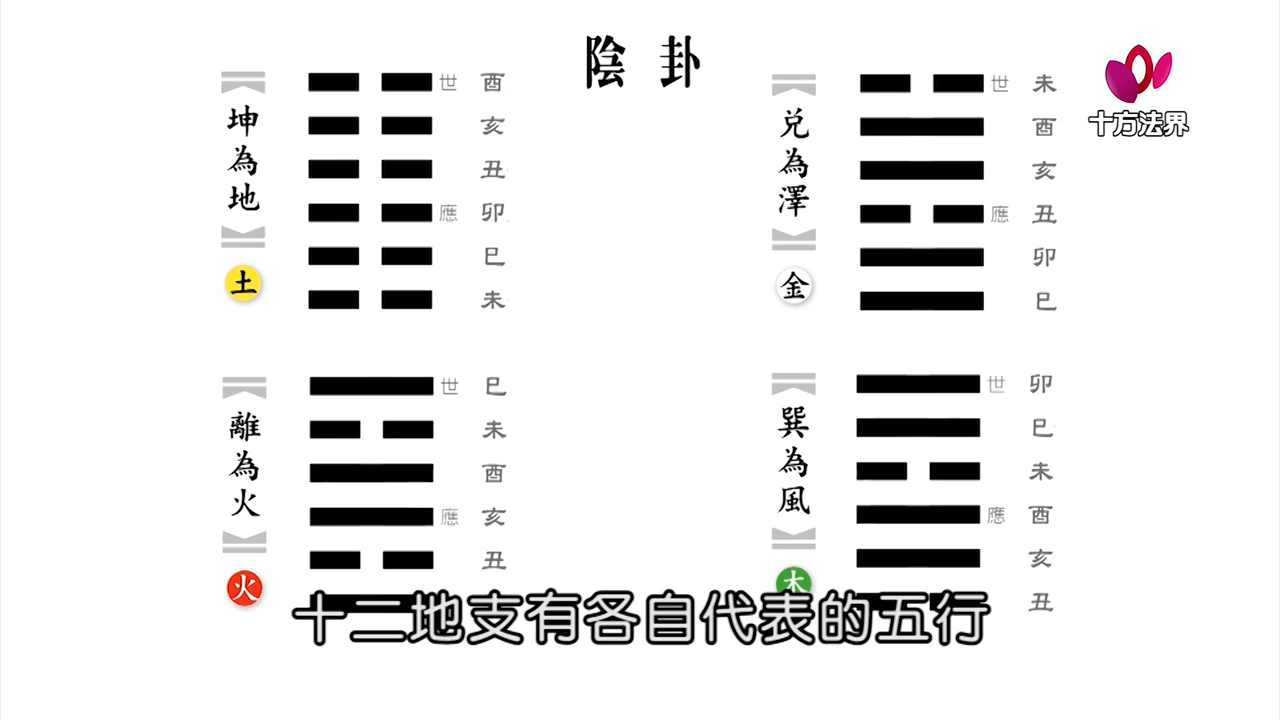 陰卦
十方法界
坤為地
土
世 酉
亥
丑
應 卯
巳
未
兌為澤
金
世 未
酉
亥
應 丑
卯
巳
離為火
火
世 巳
未
酉
應 亥
丑
巽為風
木
世 卯
巳
未
應 酉
亥
丑
十二地支有各自代表的五行